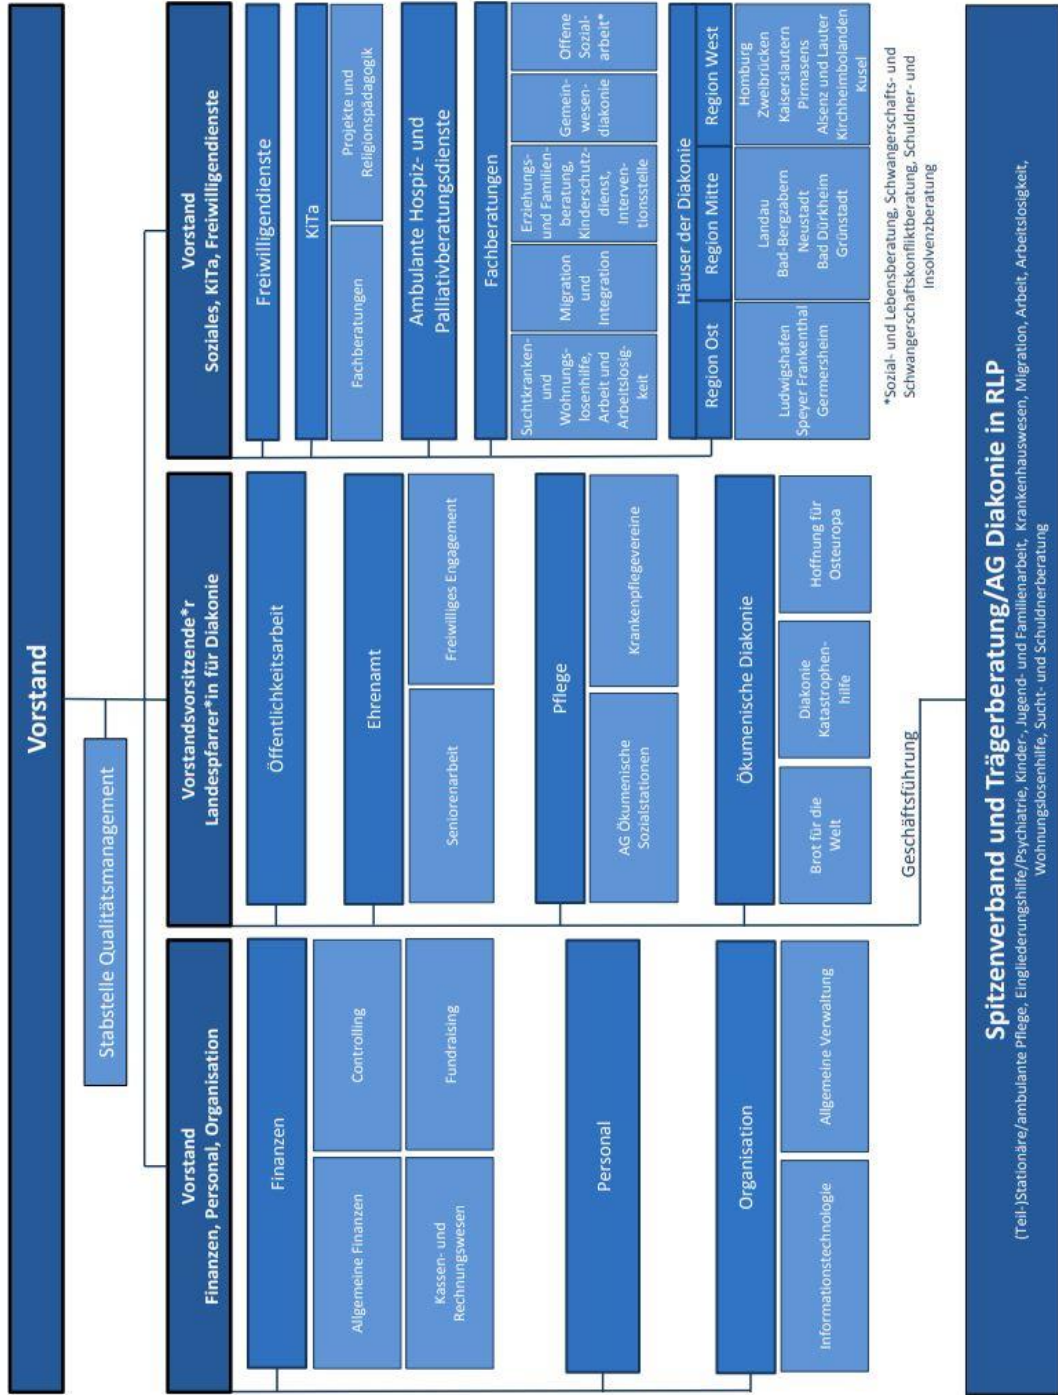 Vorstand
Stabstelle Qualitätsmanagement
Vorstand
Finanzen, Personal, Organisation
Finanzen
Allgemeine Finanzen
Controlling
Kassen- und
Rechnungswesen
Fundraising
Personal
Organisation
Informationstechnologie
Allgemeine Verwaltung
Vorstandsvorsitzende*r
Landespfarrer*in für Diakonie
Öffentlichkeitsarbeit
Ehrenamt
Seniorenarbeit
Freiwilliges Engagement
Pflege
AG Ökumenische
Sozialstationen
Krankenpflegevereine
Ökumenische Diakonie
Brot für die
Welt
Diakonie
Katastrophen-
hilfe
Hoffnung für
Osteuropa
Geschäftsführung
Vorstand
Soziales, KiTa, Freiwilligendienste
Freiwilligendienste
KiTa
Fachberatungen
Projekte und
Religionspädagogik
Ambulante Hospiz- und
Palliativberatungsdienste
Fachberatungen
Suchtkranken-
und
Wohnungs-
losenhilfe,
Arbeit und
Arbeitslosig-
keit
Migration
und
Integration
Erziehungs-
und Familien-
beratung,
Kinderschutz-
dienst,
Interven-
tionsstelle
Gemein-
wesen-
diakonie
Offene
Sozial-
arbeit*
Häuser der Diakonie
Region Ost
Region Mitte
Region West
Ludwigshafen
Speyer Frankenthal
Germersheim
Landau
Bad-Bergzabern
Neustadt
Bad Dürkheim
Grünstadt
Homburg
Zweibrücken
Kaiserslautern
Pirmasens
Alsenz und Lauter
Kirchheimbolanden
Kusel
*Sozial- und Lebensberatung, Schwangerschafts- und
Schwangerschaftskonfliktberatung, Schuldner- und
Insolvenzberatung
Spitzenverband und Trägerberatung/AG Diakonie in RLP
(Teil-)Stationäre/ambulante Pflege, Eingliederungshilfe/Psychiatrie, Kinder-, Jugend- und Familienarbeit, Krankenhauswesen, Migration, Arbeit, Arbeitslosigkeit,
Wohnungslosenhilfe, Sucht- und Schuldnerberatung